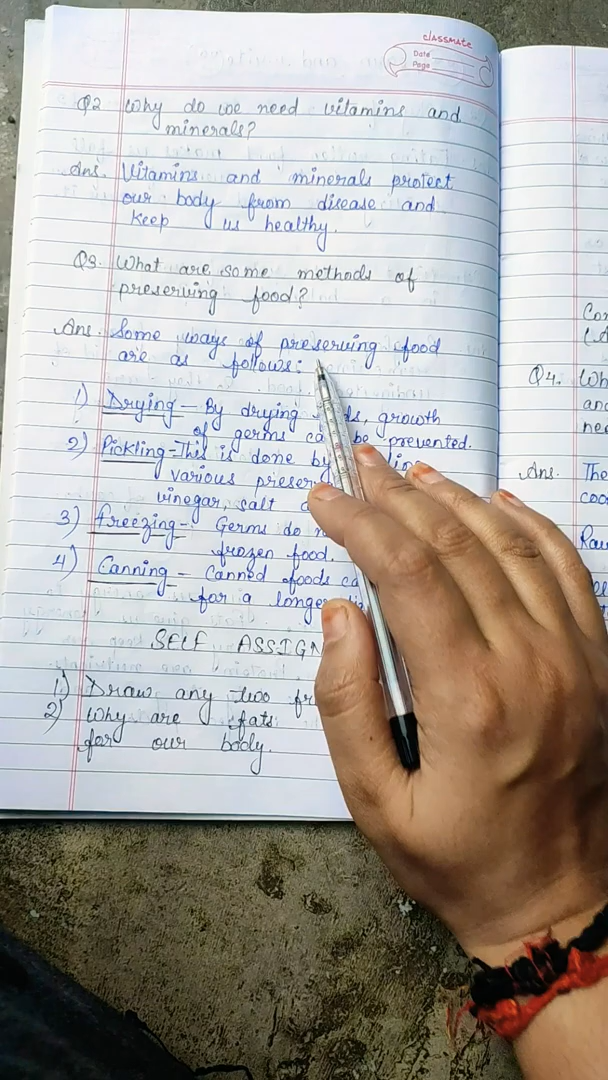 classmate
Date
Page
Q2 Why do we need vitamins and
minerals?
Ans. Vitamins and minerals protect
our body from disease and
keep us healthy.
Q3. What are some methods of
preserving food?
Ans. Some ways of preserving food
are as follows:
1) Drying - By drying, growth
of germs be prevented.
2) Pickling - This is done by
various
vinegar, salt
3) Freezing - Germs do
frozen food.
4) Canning - Canned foods
for a longer
SELF
1) Draw any two
2) Why are fats
for our body.
Q4.
Ans. The